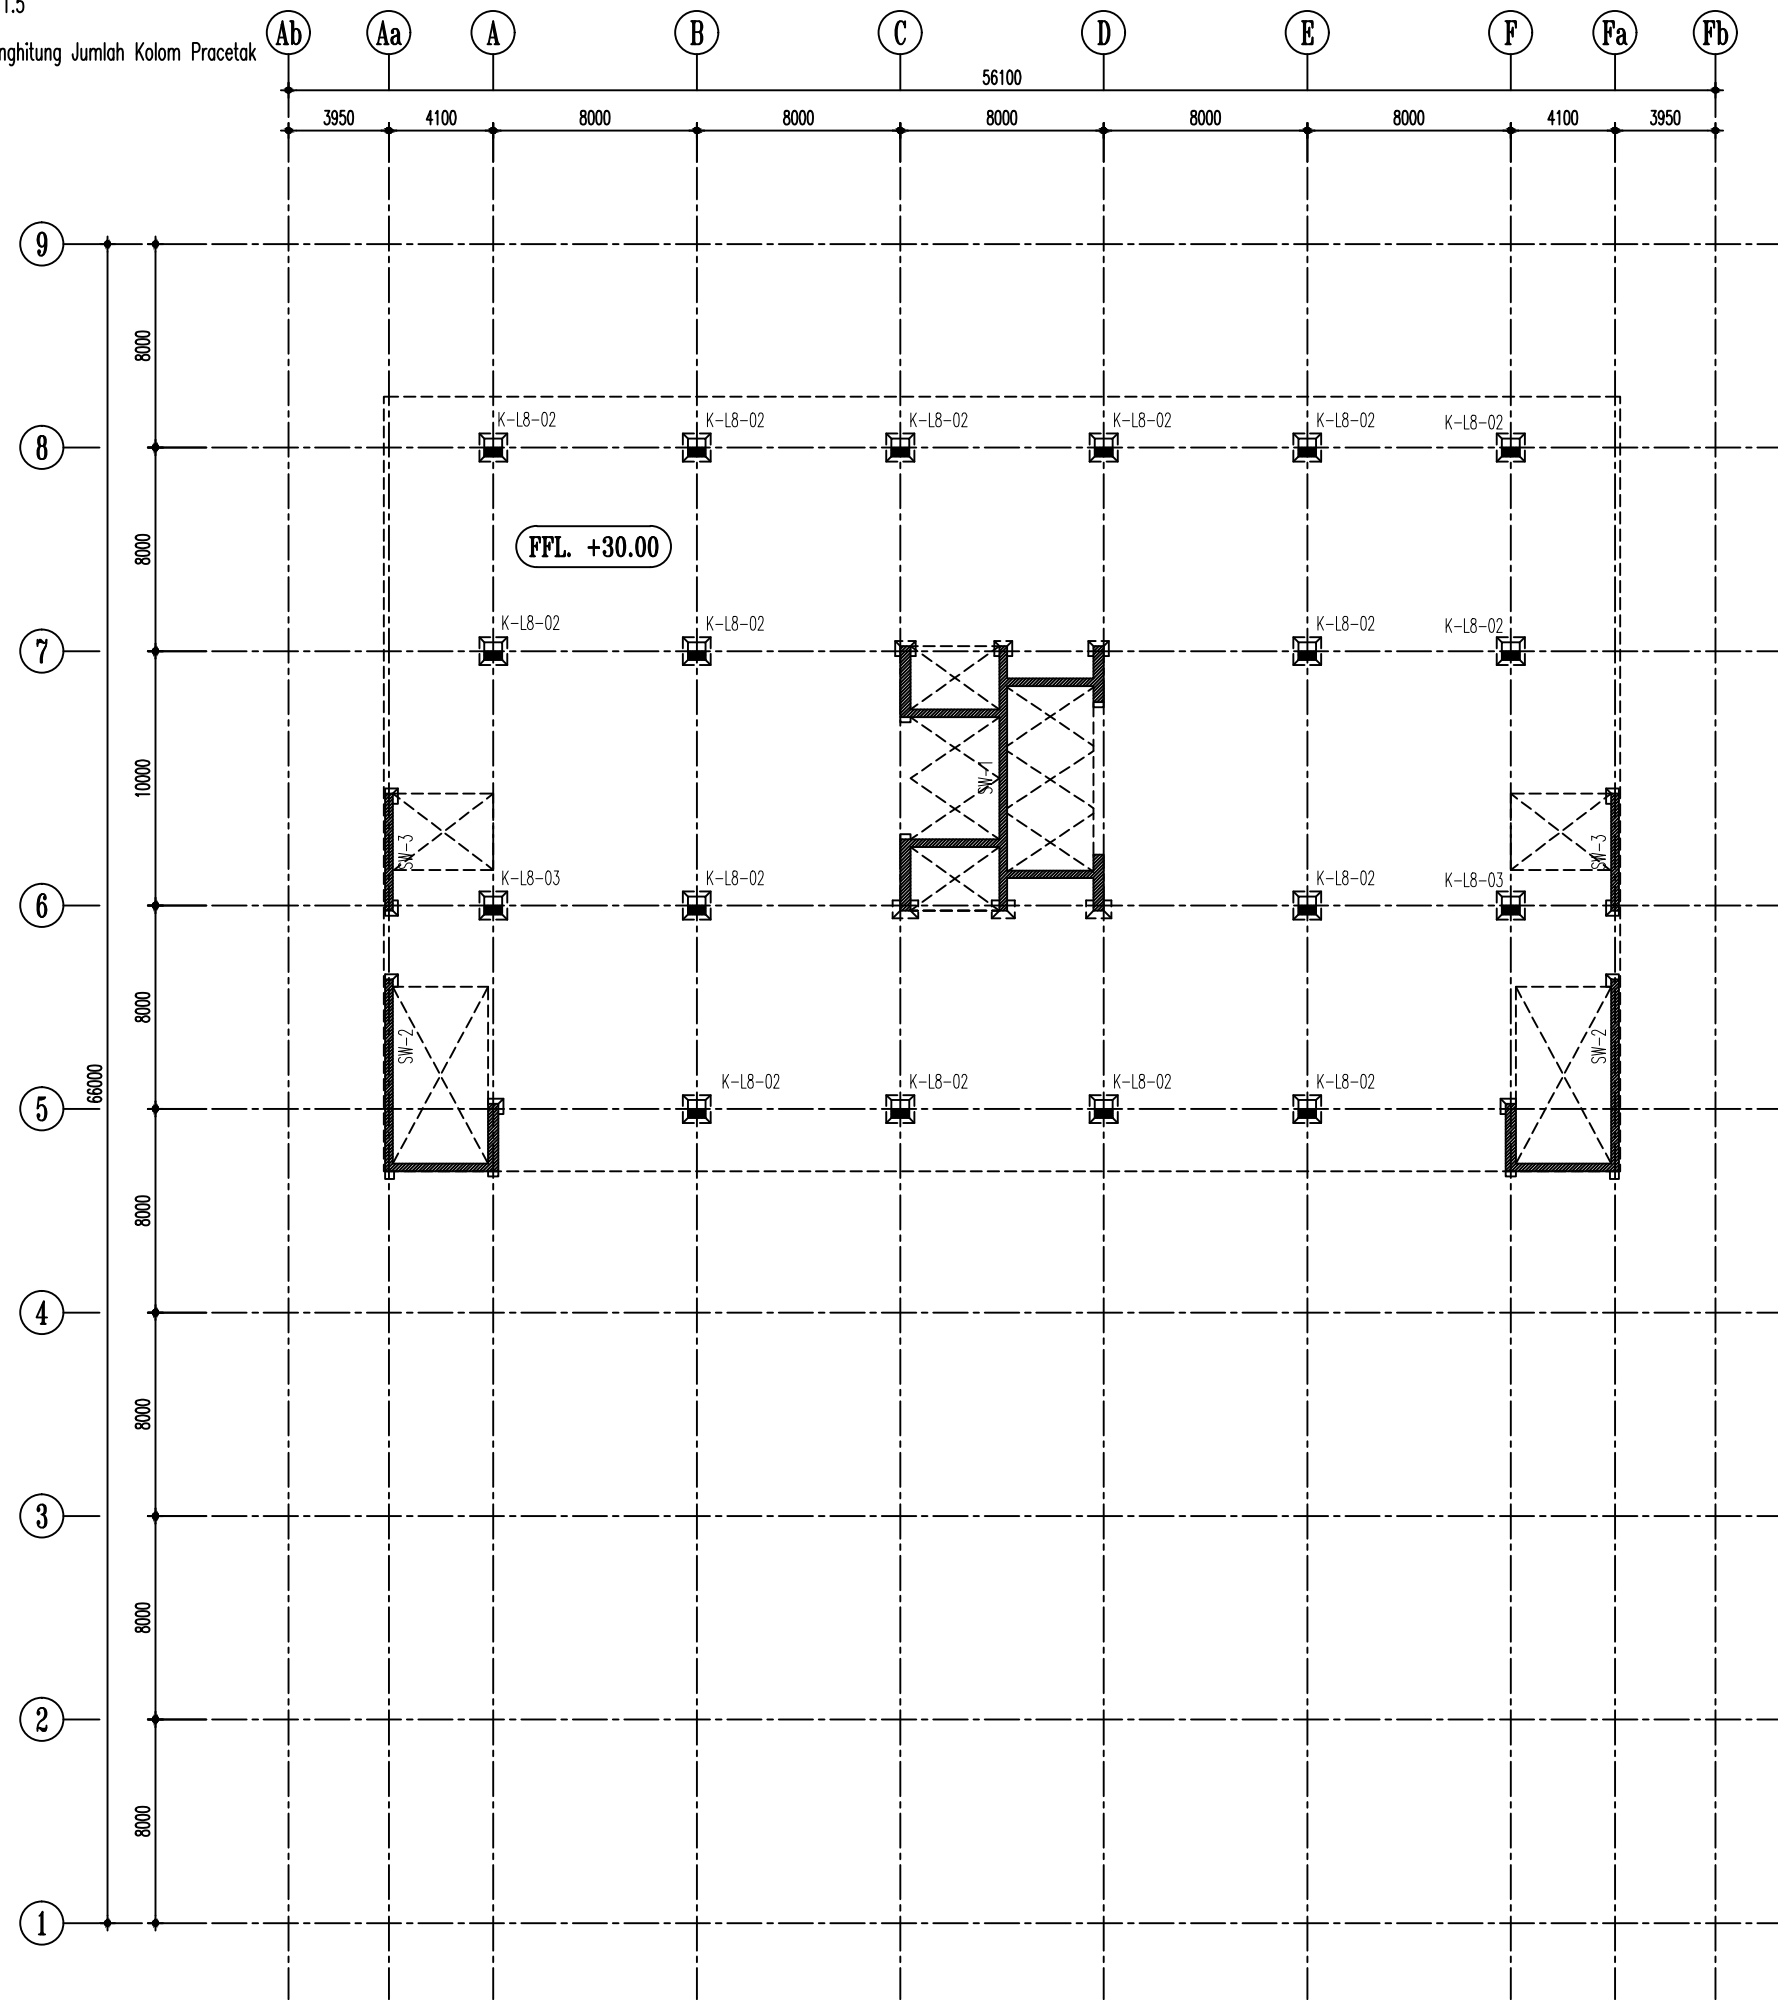 1.5
Jumlah Kolom Pracetak
Ab Aa A B C D E F Fa Fb
56100
3950 4100 8000 8000 8000 8000 8000 4100 3950
9
8000
K-L8-02 K-L8-02 K-L8-02 K-L8-02 K-L8-02 K-L8-02
8
8000
FFL. +30.00
K-L8-02 K-L8-02 K-L8-02 K-L8-02
7
10000
SW-1
SW-3 SW-3
K-L8-03 K-L8-02 K-L8-02 K-L8-03
6
8000
SW-2 SW-2
66000
K-L8-02 K-L8-02 K-L8-02 K-L8-02
5
8000
4
8000
3
8000
2
8000
1